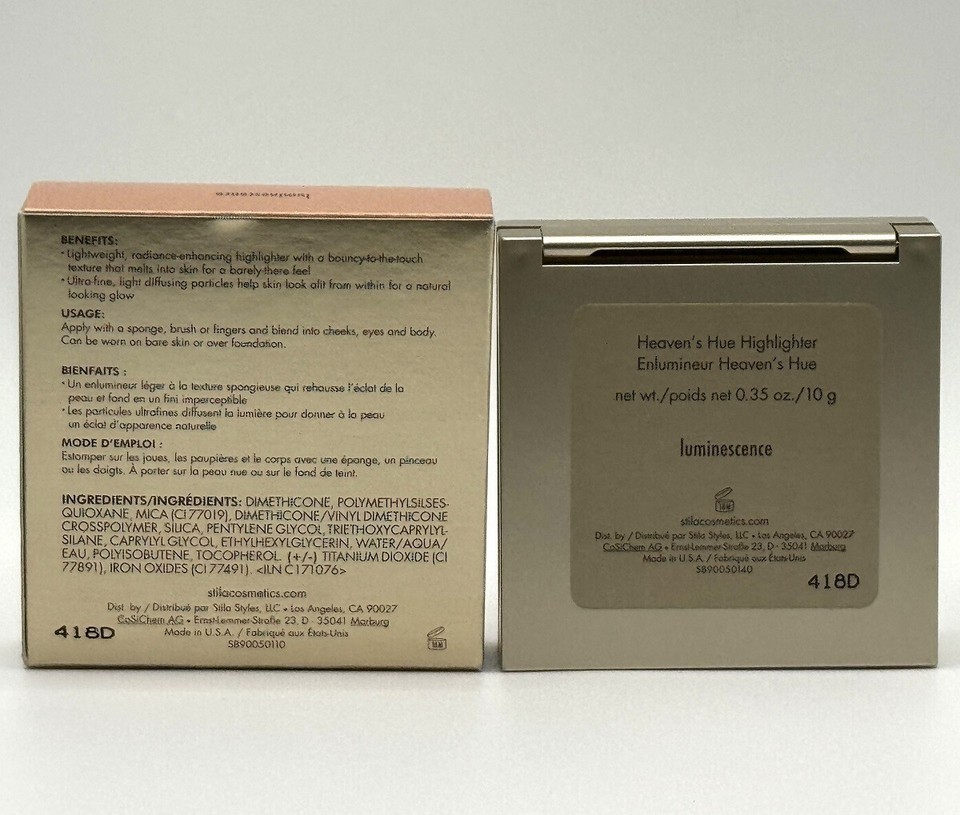 luminescence
BENEFITS:
• Lightweight, radiance-enhancing highlighter with a bouncy-to-the-touch
texture that melts into skin for a barely-there feel
• Ultra-fine, light diffusing particles help skin look alit from within for a natural
looking glow
USAGE:
Apply with a sponge, brush or fingers and blend into cheeks, eyes and body.
Can be worn on bare skin or over foundation.
BIENFAITS :
• Un enlumineur léger à la texture spongieuse qui rehausse l'éclat de la
peau et fond en un fini imperceptible
• Les particules ultrafines diffusent la lumière pour donner à la peau
un éclat d'apparence naturelle
MODE D'EMPLOI :
Estomper sur les joues, les paupières et le corps avec une éponge, un pinceau
ou les doigts. À porter sur la peau nue ou sur le fond de teint.
INGREDIENTS/INGRÉDIENTS: DIMETHICONE, POLYMETHYLSILSES-
QUIOXANE, MICA (CI 77019), DIMETHICONE/VINYL DIMETHICONE
CROSSPOLYMER, SILICA, PENTYLENE GLYCOL, TRIETHOXYCAPRYLYL-
SILANE, CAPRYLYL GLYCOL, ETHYLHEXYLGLYCERIN, WATER/AQUA/
EAU, POLYISOBUTENE, TOCOPHEROL. (+/-) TITANIUM DIOXIDE (CI
77891), IRON OXIDES (CI 77491). <ILN C171076>
stilacosmetics.com
Dist. by / Distribué par Stila Styles, LLC • Los Angeles, CA 90027
CoSiChem AG • Ernst-Lemmer-Straße 23, D - 35041 Marburg
Made in U.S.A. / Fabriqué aux États-Unis
SB90050110
418D
18M
Heaven's Hue Highlighter
Enlumineur Heaven's Hue
net wt./poids net 0.35 oz./10 g
luminescence
18M
stilacosmetics.com
Dist. by / Distribué par Stila Styles, LLC • Los Angeles, CA 90027
CoSiChem AG • Ernst-Lemmer-Straße 23, D - 35041 Marburg
Made in U.S.A. / Fabriqué aux États-Unis
SB90050140
418D